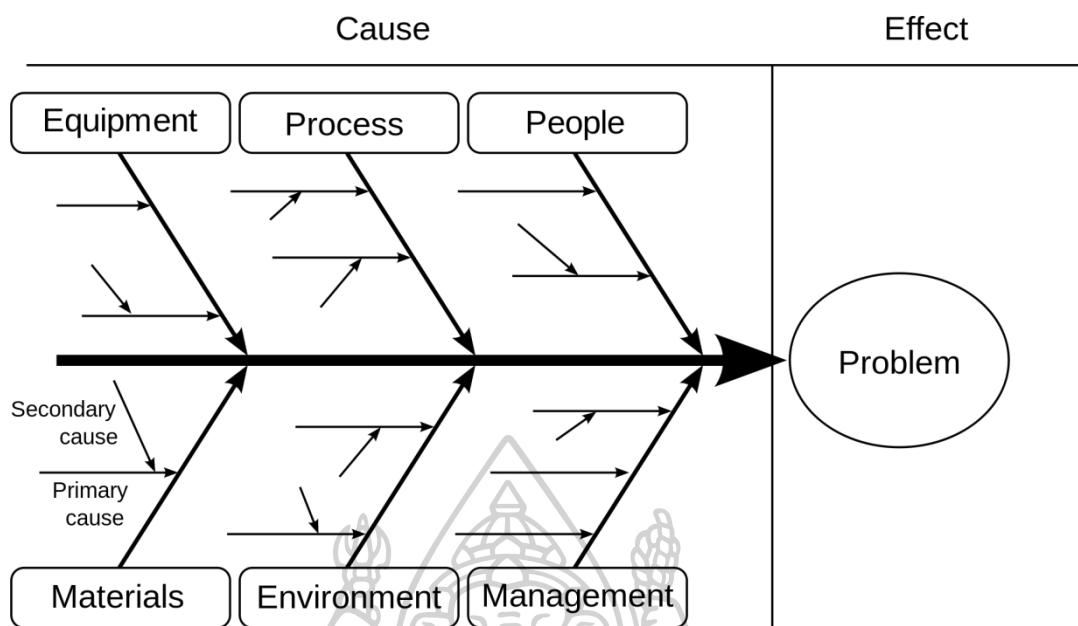 Cause
Effect
Equipment
Process
People
Problem
Secondary
cause
Primary
cause
Materials
Environment
Management